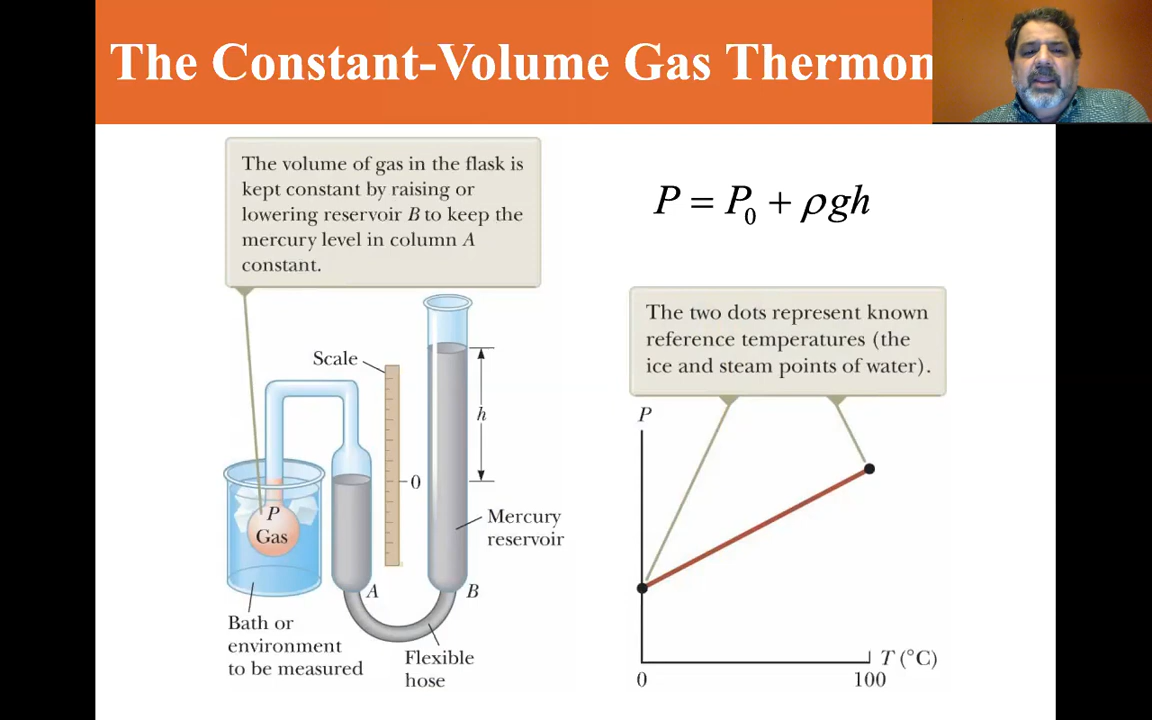 The Constant-Volume Gas Thermom
The volume of gas in the flask is
kept constant by raising or
lowering reservoir B to keep the
mercury level in column A
constant.
P = P₀ + ρgh
The two dots represent known
reference temperatures (the
ice and steam points of water).
Scale
h
0
P
Gas
Mercury
reservoir
A
B
Bath or
environment
to be measured
Flexible
hose
P
T (°C)
0
100